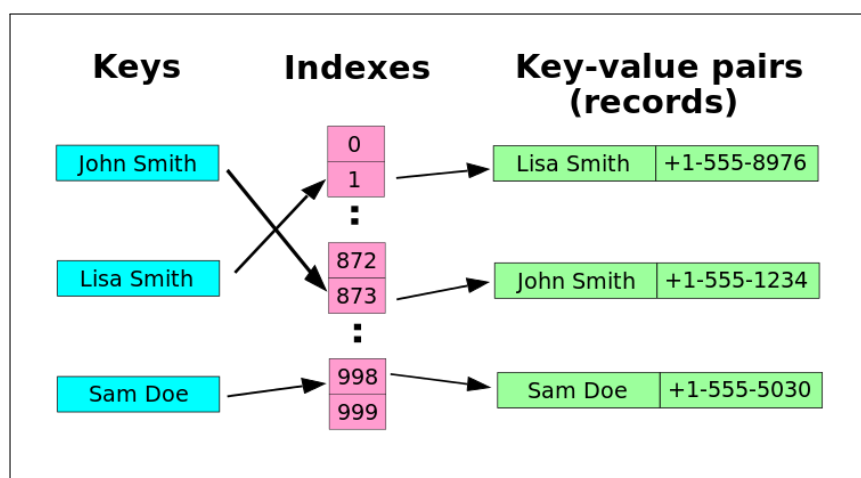 Keys
Indexes
Key-value pairs
(records)
John Smith
0
1
:
Lisa Smith +1-555-8976
Lisa Smith
872
873
:
John Smith +1-555-1234
Sam Doe
998
999
Sam Doe +1-555-5030